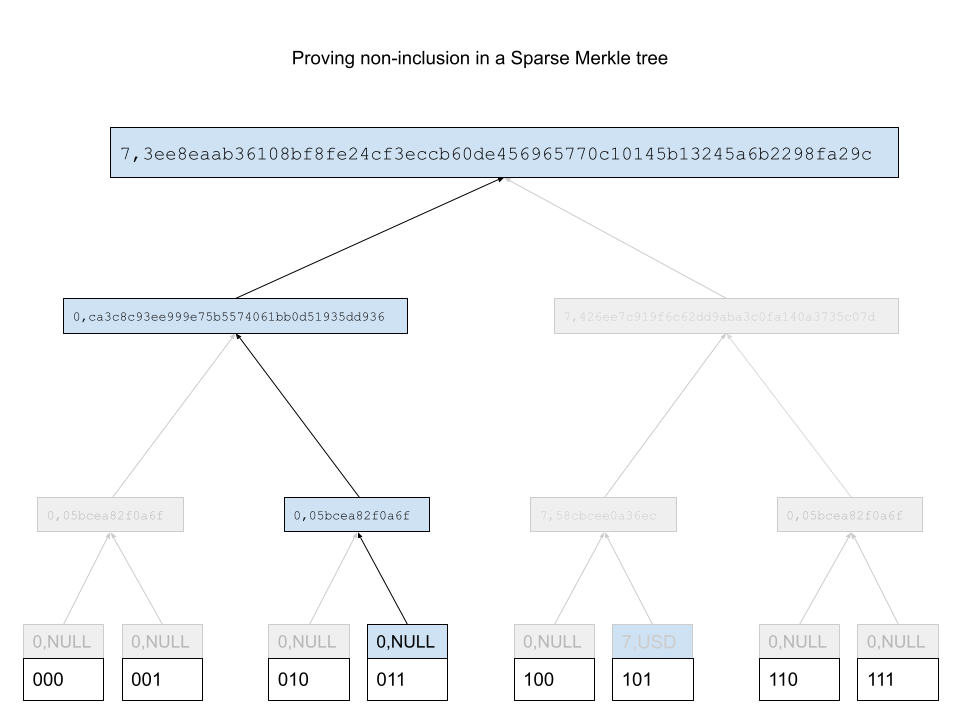 Proving non-inclusion in a Sparse Merkle tree
7,3ee8eaab36108bf8fe24cf3eccb60de456965770c10145b13245a6b2298fa29c
0,ca3c8c93ee999e75b5574061bb0d51935dd936
7,426ee7c919f6c62dd9aba3c0fa140a3735c07d
0,05bcea82f0a6f
0,05bcea82f0a6f
7,58cbcee0a36ec
0,05bcea82f0a6f
0,NULL
0,NULL
0,NULL
0,NULL
0,NULL
7,USD
0,NULL
0,NULL
000
001
010
011
100
101
110
111